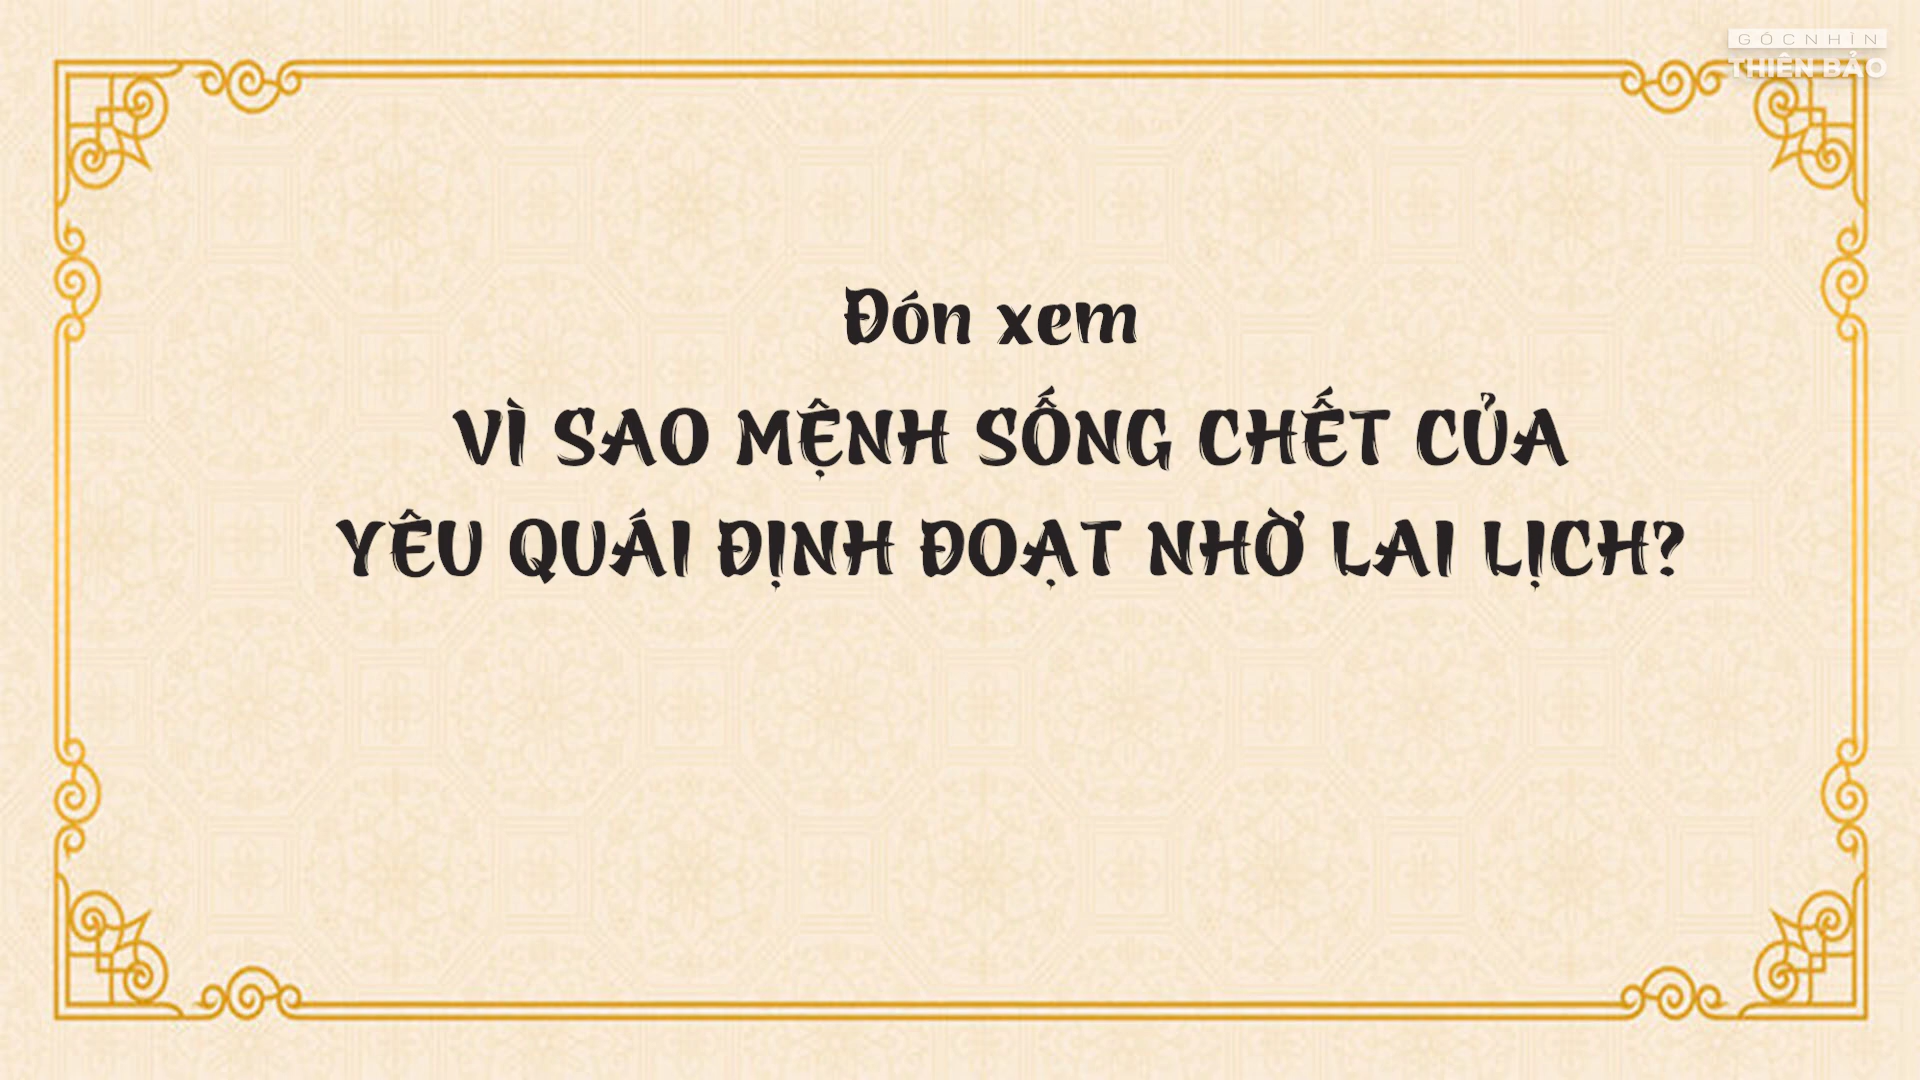 GÓC NHÌN
THIÊN BẢO
Đón xem
VÌ SAO MỆNH SỐNG CHẾT CỦA
YÊU QUÁI ĐỊNH ĐOẠT NHỜ LAI LỊCH?